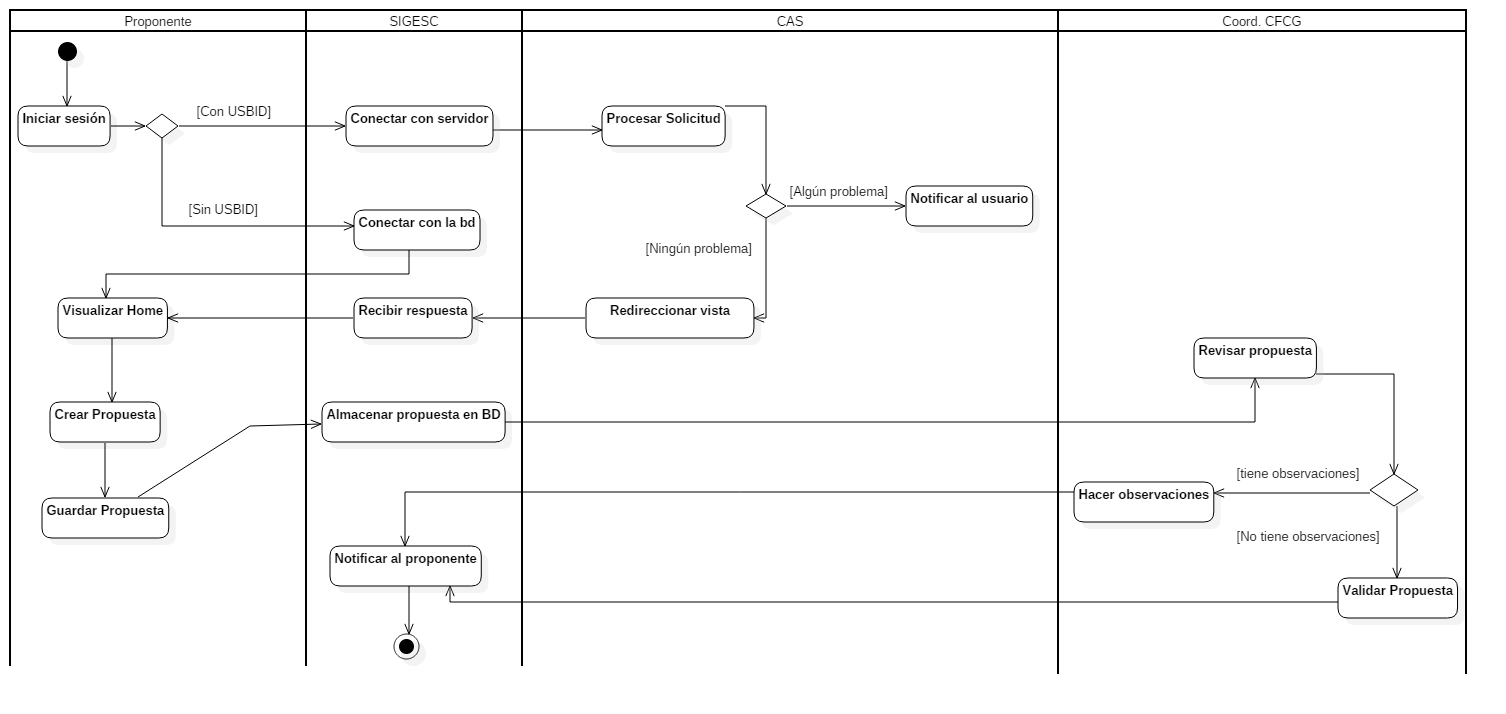 Proponente
SIGESC
CAS
Coord. CFCG
Iniciar sesión
[Con USBID]
Conectar con servidor
Procesar Solicitud
[Sin USBID]
Conectar con la bd
[Algún problema]
Notificar al usuario
[Ningún problema]
Visualizar Home
Recibir respuesta
Redireccionar vista
Revisar propuesta
Crear Propuesta
Almacenar propuesta en BD
[tiene observaciones]
Hacer observaciones
Guardar Propuesta
[No tiene observaciones]
Notificar al proponente
Validar Propuesta